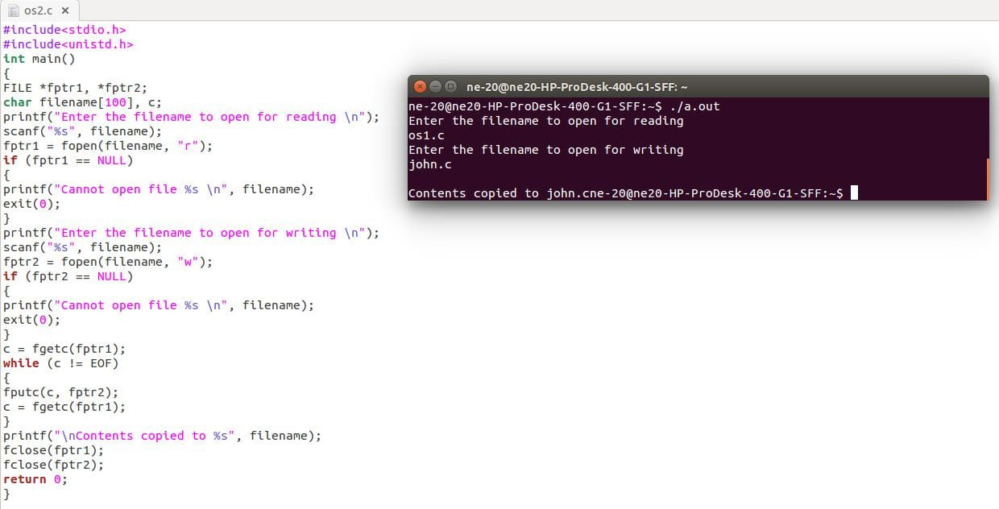 os2.c ×
#include<stdio.h>
#include<unistd.h>
int main()
{
FILE *fptr1, *fptr2;
char filename[100], c;
printf("Enter the filename to open for reading \n");
scanf("%s", filename);
fptr1 = fopen(filename, "r");
if (fptr1 == NULL)
{
printf("Cannot open file %s \n", filename);
exit(0);
}
printf("Enter the filename to open for writing \n");
scanf("%s", filename);
fptr2 = fopen(filename, "w");
if (fptr2 == NULL)
{
printf("Cannot open file %s \n", filename);
exit(0);
}
c = fgetc(fptr1);
while (c != EOF)
{
fputc(c, fptr2);
c = fgetc(fptr1);
}
printf("\nContents copied to %s", filename);
fclose(fptr1);
fclose(fptr2);
return 0;
}
ne-20@ne20-HP-ProDesk-400-G1-SFF: ~
ne-20@ne20-HP-ProDesk-400-G1-SFF:~$ ./a.out
Enter the filename to open for reading
os1.c
Enter the filename to open for writing
john.c
Contents copied to john.cne-20@ne20-HP-ProDesk-400-G1-SFF:~$